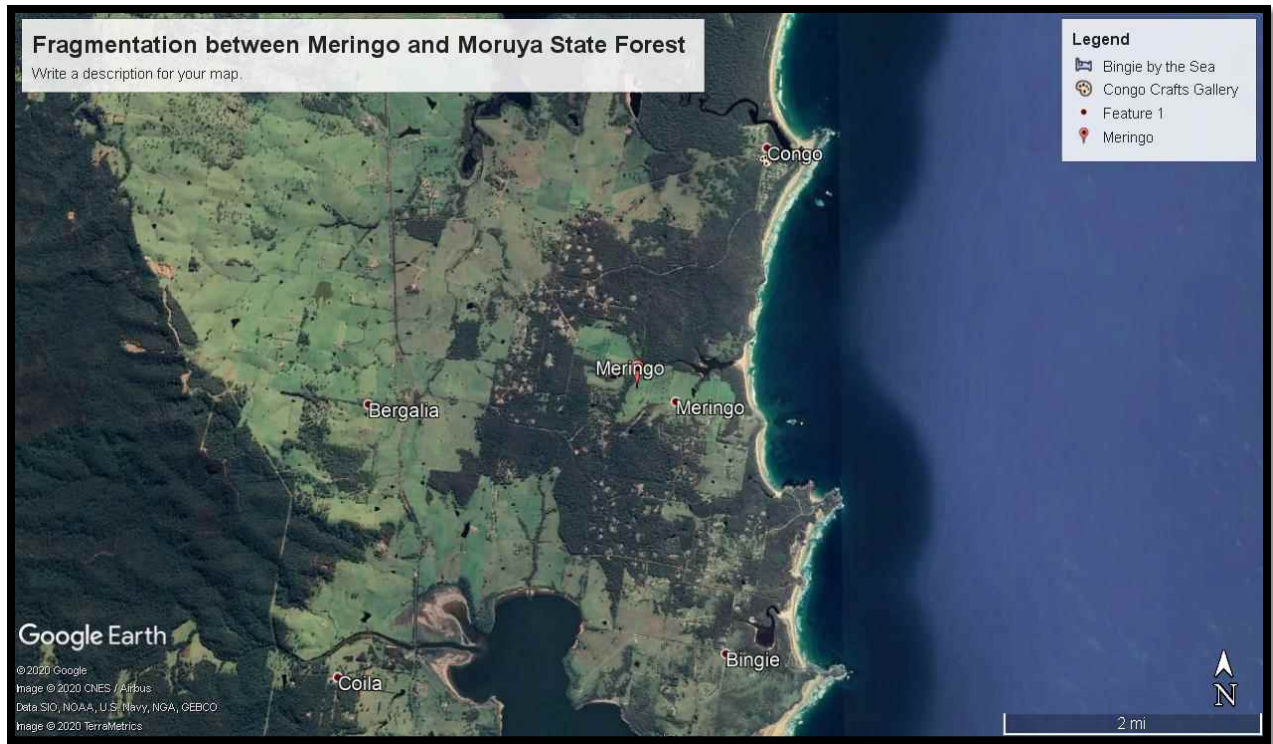 Fragmentation between Meringo and Moruya State Forest
Write a description for your map.
Legend
Bingie by the Sea
Congo Crafts Gallery
Feature 1
Meringo
Congo
Meringo
Meringo
Bergalia
Bingie
Coila
Google Earth
© 2020 Google
Image © 2020 CNES / Airbus
Data SIO, NOAA, U.S. Navy, NGA, GEBCO
Image © 2020 TerraMetrics
N
2 mi